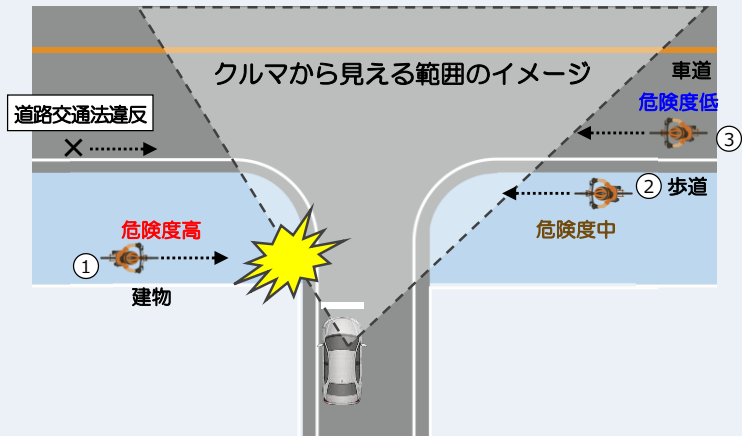 クルマから見える範囲のイメージ
車道
危険度低
道路交通法違反
③
②
歩道
危険度高
危険度中
①
建物